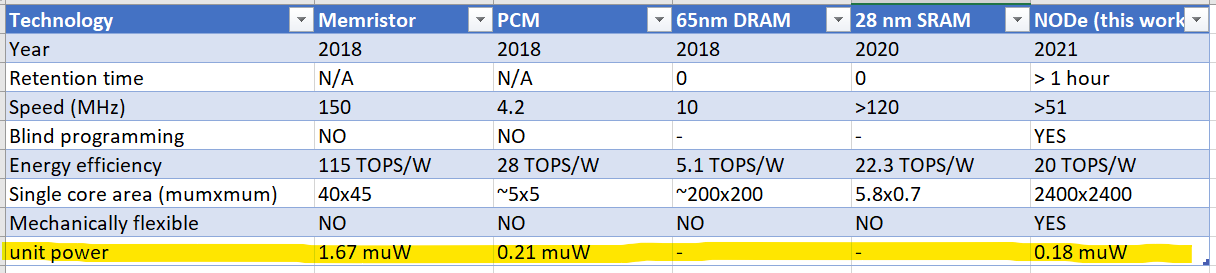 Technology Memristor PCM 65nm DRAM 28 nm SRAM NODe (this work
Year 2018 2018 2018 2020 2021
Retention time N/A N/A 0 0 > 1 hour
Speed (MHz) 150 4.2 10 >120 >51
Blind programming NO NO - - YES
Energy efficiency 115 TOPS/W 28 TOPS/W 5.1 TOPS/W 22.3 TOPS/W 20 TOPS/W
Single core area (mumxmum) 40x45 ~5x5 ~200x200 5.8x0.7 2400x2400
Mechanically flexible NO NO NO NO YES
unit power 1.67 muW 0.21 muW - - 0.18 muW